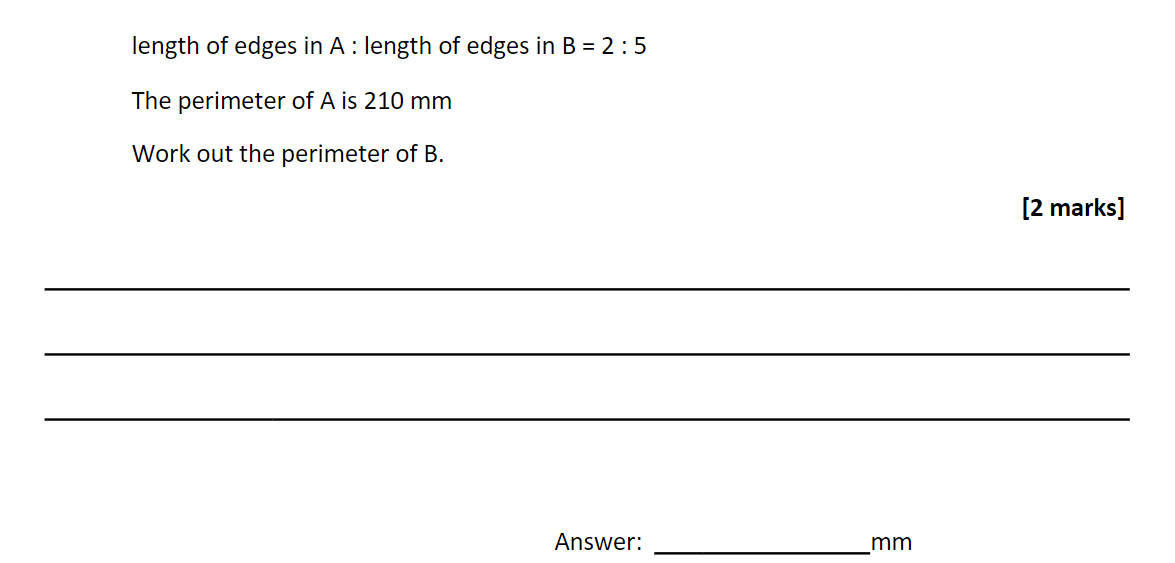 length of edges in A : length of edges in B = 2 : 5
The perimeter of A is 210 mm
Work out the perimeter of B.
[2 marks]
Answer: ________________mm